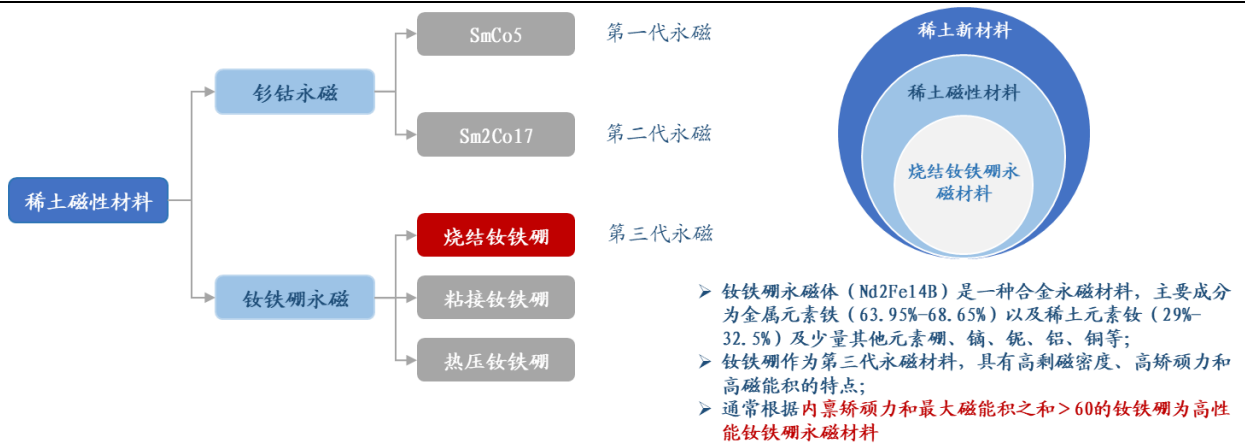 稀土磁性材料
钐钴永磁
SmCo5
第一代永磁
Sm2Co17
第二代永磁
钕铁硼永磁
烧结钕铁硼
第三代永磁
粘接钕铁硼
热压钕铁硼
稀土新材料
稀土磁性材料
烧结钕铁硼永
磁材料
➢ 钕铁硼永磁体（Nd2Fe14B）是一种合金永磁材料，主要成分
为金属元素铁（63.95%-68.65%）以及稀土元素钕（29%-
32.5%）及少量其他元素硼、镝、铌、铝、铜等；
➢ 钕铁硼作为第三代永磁材料，具有高剩磁密度、高矫顽力和
高磁能积的特点；
➢ 通常根据内禀矫顽力和最大磁能积之和＞60的钕铁硼为高性
能钕铁硼永磁材料